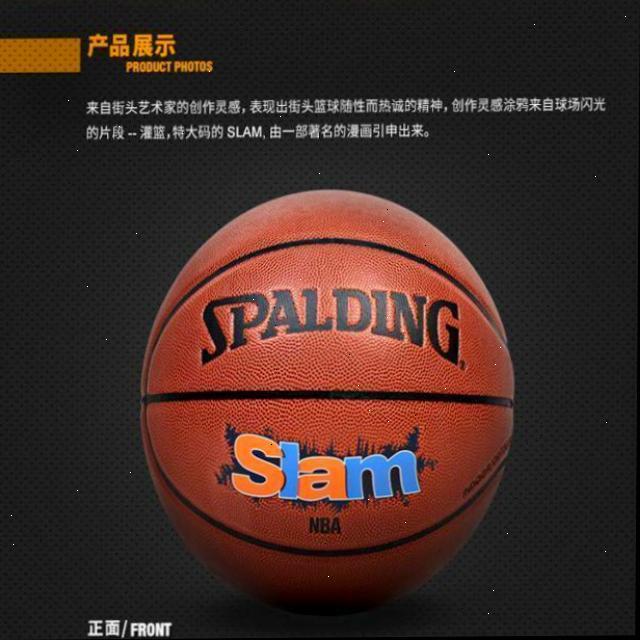 产品展示
PRODUCT PHOTOS
来自街头艺术家的创作灵感，表现出街头篮球随性而热诚的精神，创作灵感涂鸦来自球场闪光
的片段 -- 灌篮，特大码的 SLAM, 由一部著名的漫画引申出来。
SPALDING
Slam
NBA
正面/FRONT